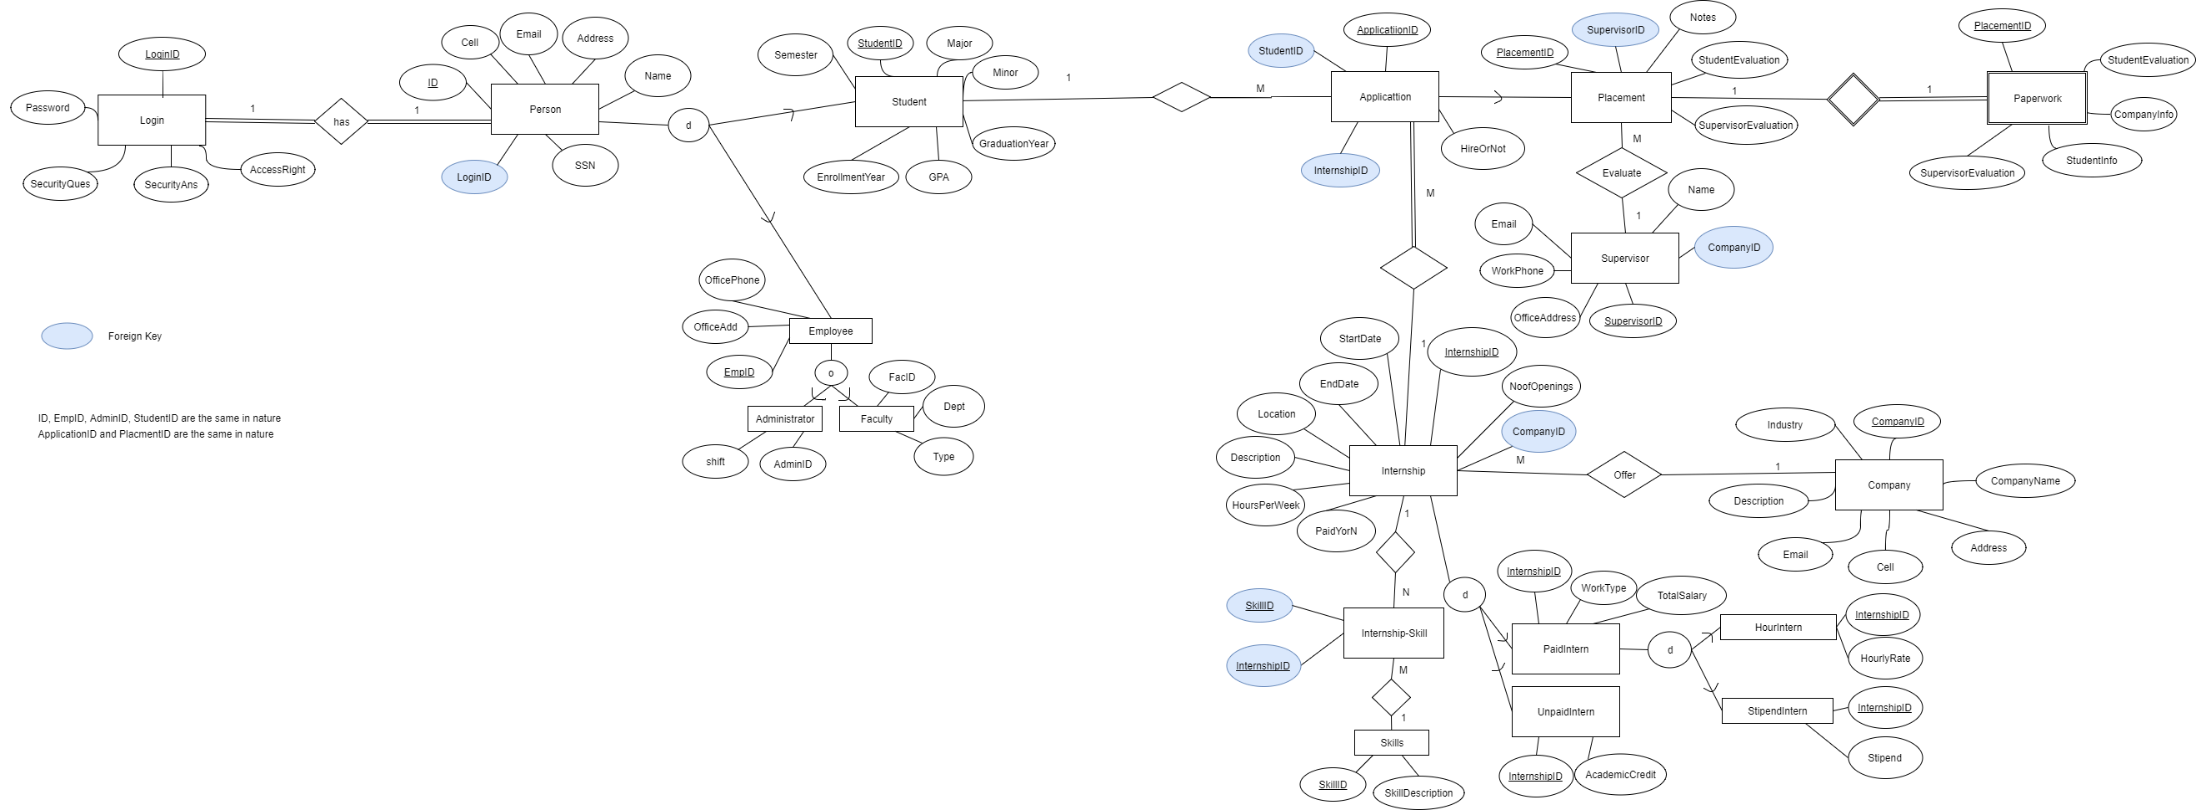 LoginID
Password
Login
SecurityQues
SecurityAns
AccessRight
1
has
1
Cell
Email
Address
ID
Name
Person
LoginID
SSN
d
Semester
StudentID
Major
Minor
Student
GraduationYear
EnrollmentYear
GPA
1
M
StudentID
ApplicatiionID
Applicattion
InternshipID
HireOrNot
M
PlacementID
SupervisorID
Notes
StudentEvaluation
Placement
SupervisorEvaluation
1
1
PlacementID
StudentEvaluation
Paperwork
CompanyInfo
StudentInfo
SupervisorEvaluation
M
Evaluate
1
Name
Email
CompanyID
Supervisor
WorkPhone
OfficeAddress
SupervisorID
OfficePhone
OfficeAdd
Employee
EmpID
o
FacID
Dept
Administrator
Faculty
shift
AdminID
Type
Foreign Key
ID, EmpID, AdminID, StudentID are the same in nature
ApplicationID and PlacmentID are the same in nature
StartDate
1
InternshipID
EndDate
NoofOpenings
Location
CompanyID
Description
Internship
M
HoursPerWeek
PaidYorN
1
Offer
1
Industry
CompanyID
Company
CompanyName
Description
Email
Cell
Address
N
SkillID
Internship-Skill
InternshipID
M
1
Skills
SkillID
SkillDescription
d
InternshipID
WorkType
TotalSalary
PaidIntern
d
HourIntern
InternshipID
HourlyRate
UnpaidIntern
StipendIntern
InternshipID
Stipend
InternshipID
AcademicCredit